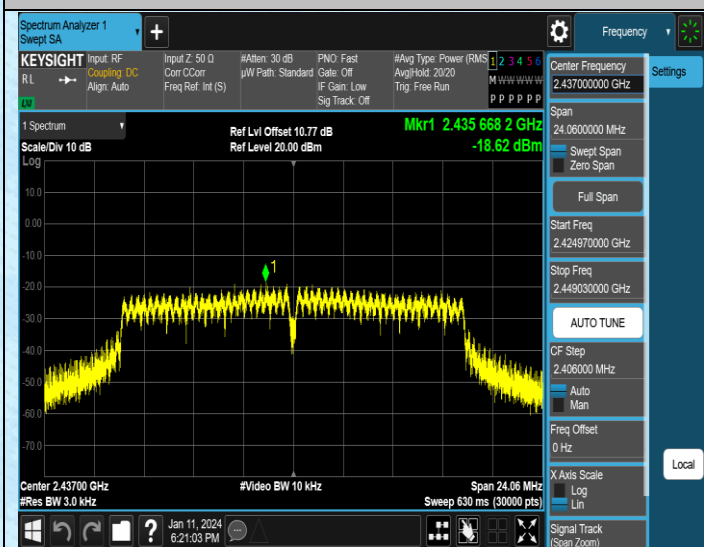 Spectrum Analyzer 1
Swept SA
Frequency
KEYSIGHT
RL
LXI
Input: RF
Coupling: DC
Align: Auto
Input Z: 50 Ω
Corr CCorr
Freq Ref: Int (S)
#Atten: 30 dB
µW Path: Standard
PNO: Fast
Gate: Off
IF Gain: Low
Sig Track: Off
#Avg Type: Power (RMS
Avg|Hold: 20/20
Trig: Free Run
1 2 3 4 5 6
M W W W W W
P P P P P P
1 Spectrum
Scale/Div 10 dB
Log
Ref Lvl Offset 10.77 dB
Ref Level 20.00 dBm
Mkr1 2.435 668 2 GHz
-18.62 dBm
10.0
0.00
-10.0
-20.0
-30.0
-40.0
-50.0
-60.0
-70.0
1
Center 2.43700 GHz
#Res BW 3.0 kHz
#Video BW 10 kHz
Span 24.06 MHz
Sweep 630 ms (30000 pts)
Center Frequency
2.437000000 GHz
Settings
Span
24.0600000 MHz
Swept Span
Zero Span
Full Span
Start Freq
2.424970000 GHz
Stop Freq
2.449030000 GHz
AUTO TUNE
CF Step
2.406000 MHz
Auto
Man
Freq Offset
0 Hz
X Axis Scale
Log
Lin
Local
Signal Track
(Span Zoom)
?
Jan 11, 2024
6:21:03 PM